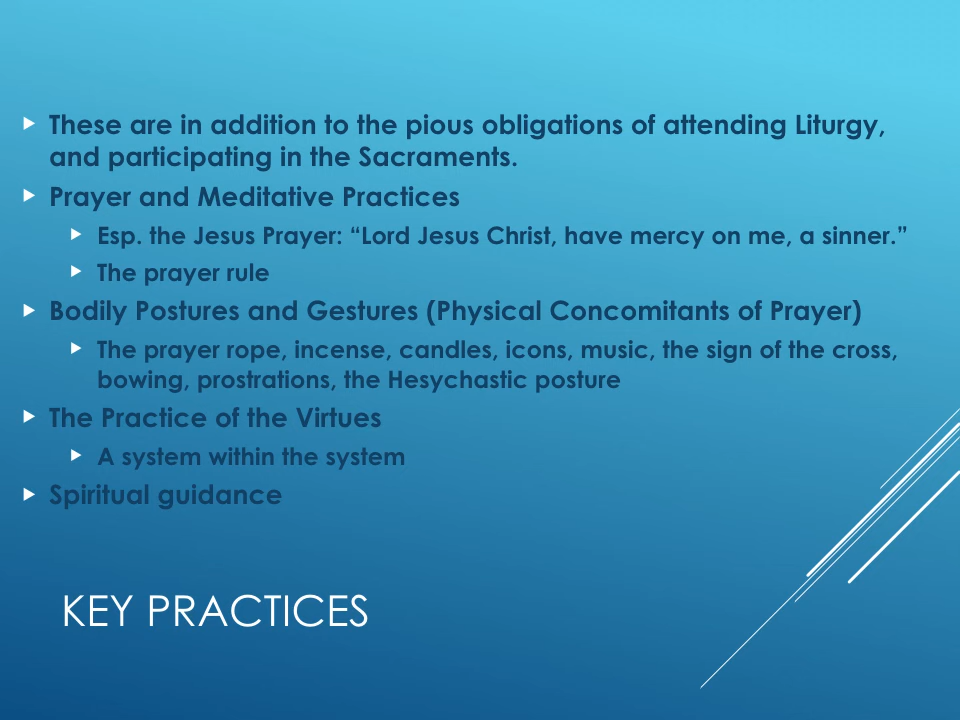 These are in addition to the pious obligations of attending Liturgy,
and participating in the Sacraments.
Prayer and Meditative Practices
Esp. the Jesus Prayer: “Lord Jesus Christ, have mercy on me, a sinner.”
The prayer rule
Bodily Postures and Gestures (Physical Concomitants of Prayer)
The prayer rope, incense, candles, icons, music, the sign of the cross,
bowing, prostrations, the Hesychastic posture
The Practice of the Virtues
A system within the system
Spiritual guidance
KEY PRACTICES